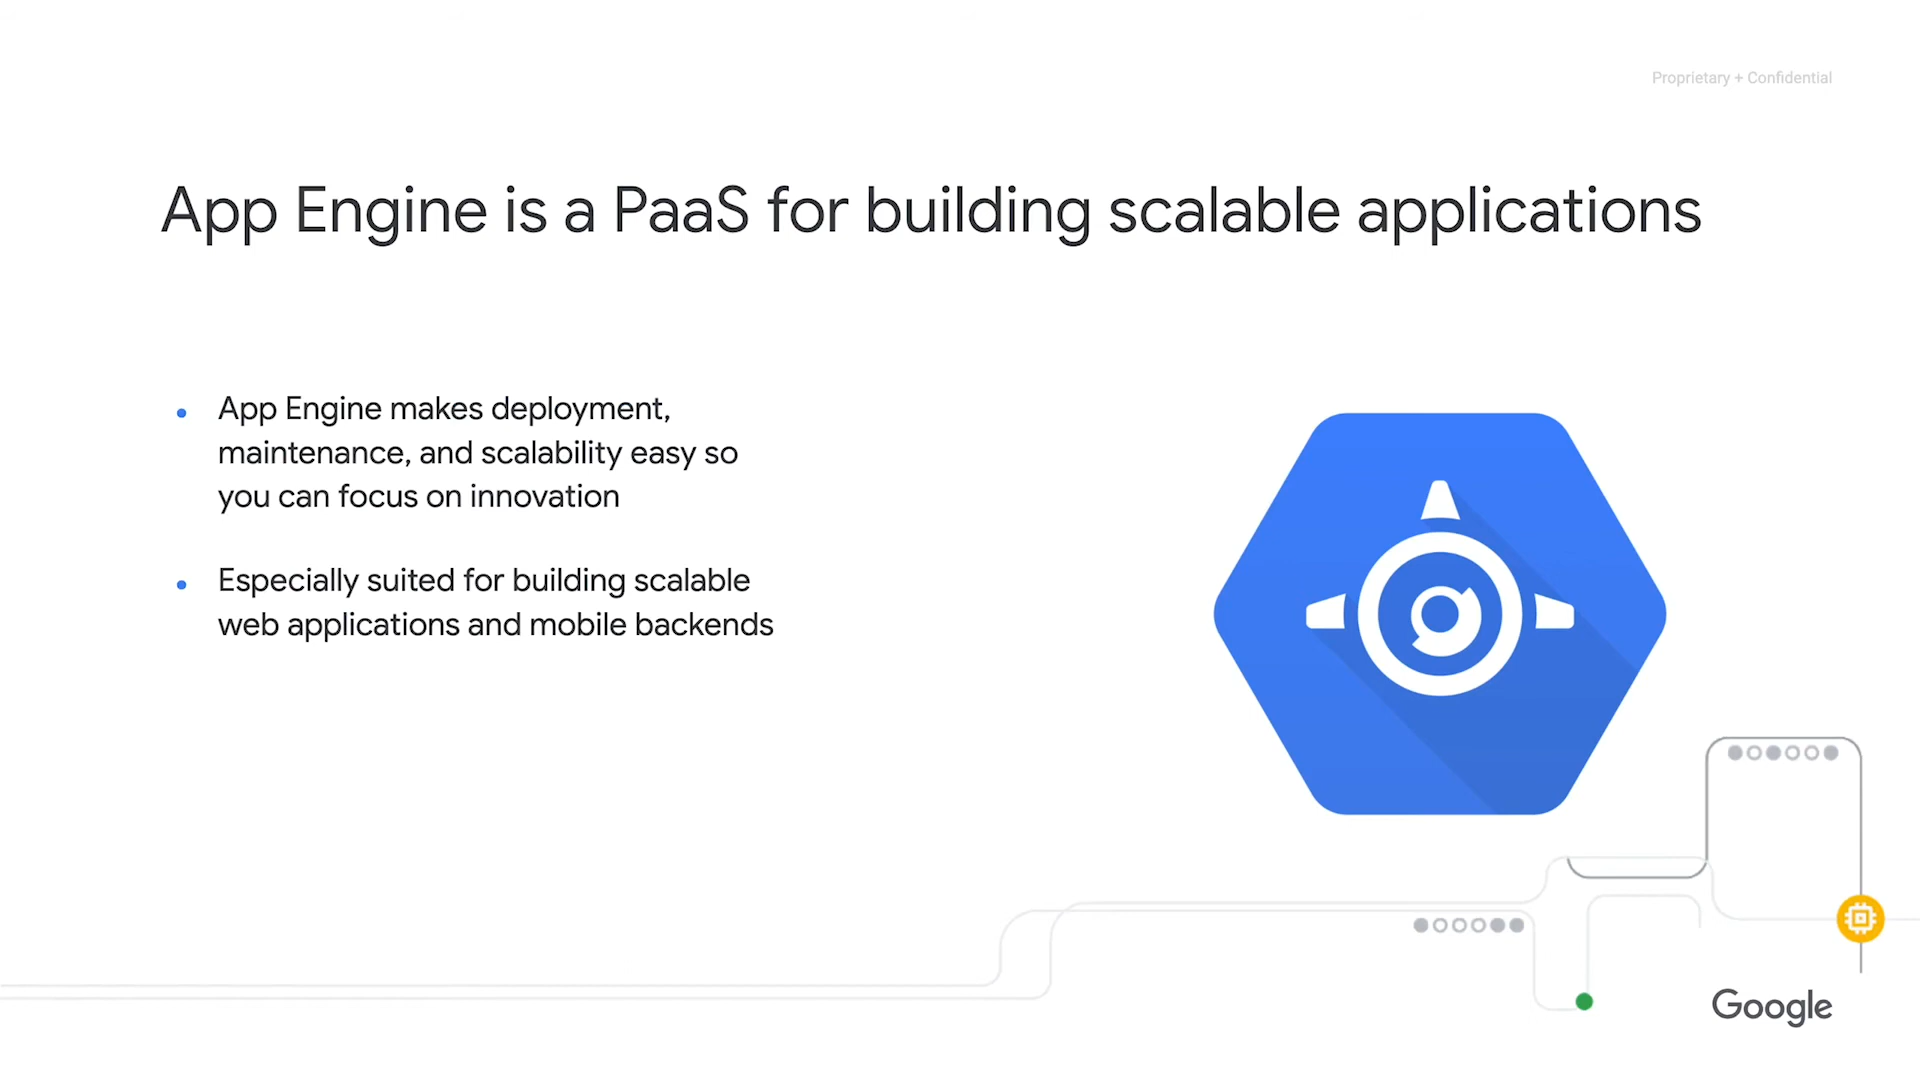 Proprietary + Confidential
App Engine is a PaaS for building scalable applications
• App Engine makes deployment,
maintenance, and scalability easy so
you can focus on innovation
• Especially suited for building scalable
web applications and mobile backends
Google